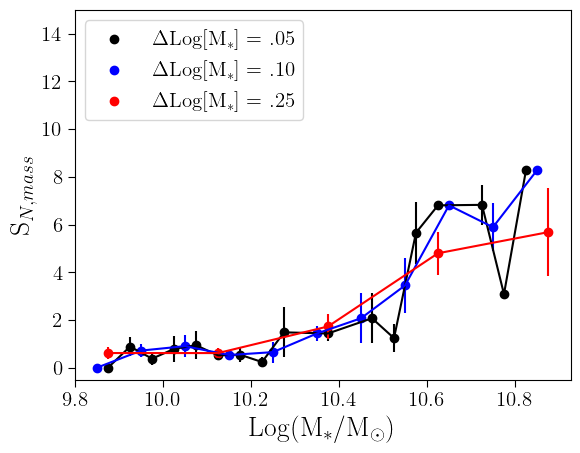 ΔLog[M*] = .05
ΔLog[M*] = .10
ΔLog[M*] = .25
14
12
10
8
6
4
2
0
S_{N,mass}
9.8 10.0 10.2 10.4 10.6 10.8
Log(M*/M⊙)